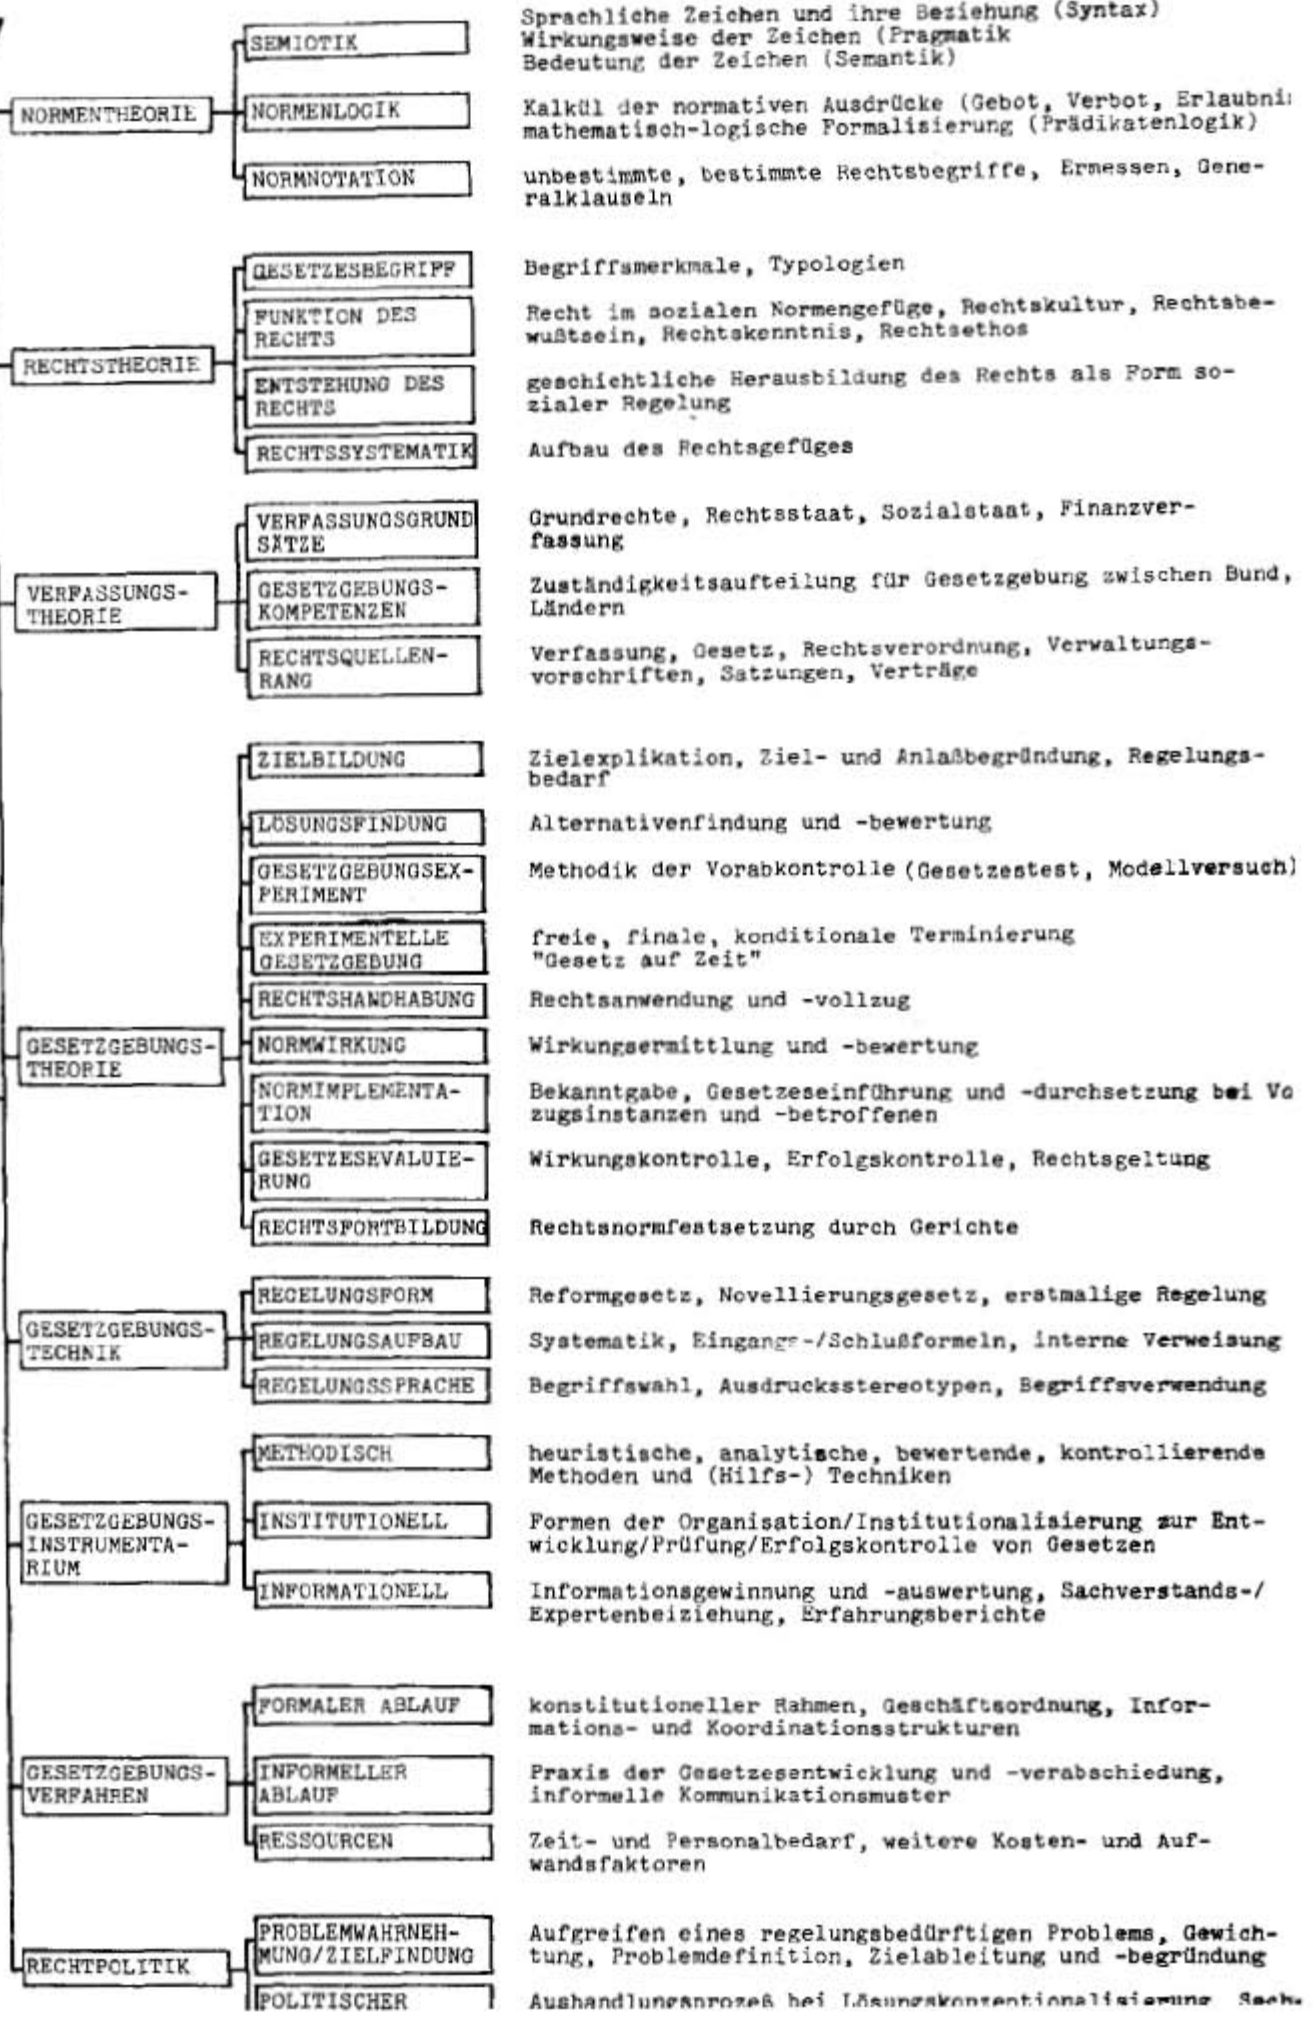 Sprachliche Zeichen und ihre Beziehung (Syntax)
SEMIOTIK
Wirkungsweise der Zeichen (Pragmatik
Bedeutung der Zeichen (Semantik)
NORMENTHEORIE
NORMENLOGIK
Kalkül der normativen Ausdrücke (Gebot, Verbot, Erlaubni
mathematisch-logische Formalisierung (Prädikatenlogik)
NORMNOTATION
unbestimmte, bestimmte Rechtsbegriffe, Ermessen, Gene-
ralklauseln
GESETZESBEGRIFF
Begriffsmerkmale, Typologien
FUNKTION DES
RECHTS
Recht im sozialen Normengefüge, Rechtskultur, Rechtsbe-
wußtsein, Rechtskenntnis, Rechtsethos
RECHTSTHEORIE
ENTSTEHUNG DES
RECHTS
geschichtliche Herausbildung des Rechts als Form so-
zialer Regelung
RECHTSSYSTEMATIK
Aufbau des Rechtsgefüges
VERFASSUNGSGRUND
SÄTZE
Grundrechte, Rechtsstaat, Sozialstaat, Finanzver-
fassung
VERFASSUNGS-
THEORIE
GESETZGEBUNGS-
KOMPETENZEN
Zuständigkeitsaufteilung für Gesetzgebung zwischen Bund,
Ländern
RECHTSQUELLEN-
RANG
Verfassung, Gesetz, Rechtsverordnung, Verwaltungs-
vorschriften, Satzungen, Verträge
ZIELBILDUNG
Zielexplikation, Ziel- und Anlaßbegründung, Regelungs-
bedarf
LÖSUNGSFINDUNG
Alternativenfindung und -bewertung
GESETZGEBUNGSEX-
PERIMENT
Methodik der Vorabkontrolle (Gesetzestest, Modellversuch)
EXPERIMENTELLE
GESETZGEBUNG
freie, finale, konditionale Terminierung
"Gesetz auf Zeit"
RECHTSHANDHABUNG
Rechtsanwendung und -vollzug
GESETZGEBUNGS-
THEORIE
NORMWIRKUNG
Wirkungsermittlung und -bewertung
NORMIMPLEMENTA-
TION
Bekanntgabe, Gesetzeseinführung und -durchsetzung bei Vo
zugsinstanzen und -betroffenen
GESETZESEVALUIE-
RUNG
Wirkungskontrolle, Erfolgskontrolle, Rechtsgeltung
RECHTSFORTBILDUNG
Rechtsnormfestsetzung durch Gerichte
REGELUNGSFORM
Reformgesetz, Novellierungsgesetz, erstmalige Regelung
GESETZGEBUNGS-
TECHNIK
REGELUNGSAUFBAU
Systematik, Eingangs-/Schlußformeln, interne Verweisung
REGELUNGSSPRACHE
Begriffswahl, Ausdrucksstereotypen, Begriffsverwendung
METHODISCH
heuristische, analytische, bewertende, kontrollierende
Methoden und (Hilfs-) Techniken
GESETZGEBUNGS-
INSTRUMENTA-
RIUM
INSTITUTIONELL
Formen der Organisation/Institutionalisierung zur Ent-
wicklung/Prüfung/Erfolgskontrolle von Gesetzen
INFORMATIONELL
Informationsgewinnung und -auswertung, Sachverstands-/
Expertenbeiziehung, Erfahrungsberichte
FORMALER ABLAUF
konstitutioneller Rahmen, Geschäftsordnung, Infor-
mations- und Koordinationsstrukturen
GESETZGEBUNGS-
VERFAHREN
INFORMELLER
ABLAUF
Praxis der Gesetzesentwicklung und -verabschiedung,
informelle Kommunikationsmuster
RESSOURCEN
Zeit- und Personalbedarf, weitere Kosten- und Auf-
wandsfaktoren
RECHTPOLITIK
PROBLEMWAHRNEH-
MUNG/ZIELFINDUNG
Aufgreifen eines regelungsbedürftigen Problems, Gewich-
tung, Problemdefinition, Zielableitung und -begründung
POLITISCHER
Aushandlungsprozeß bei Lösungskonzeptionalisierung